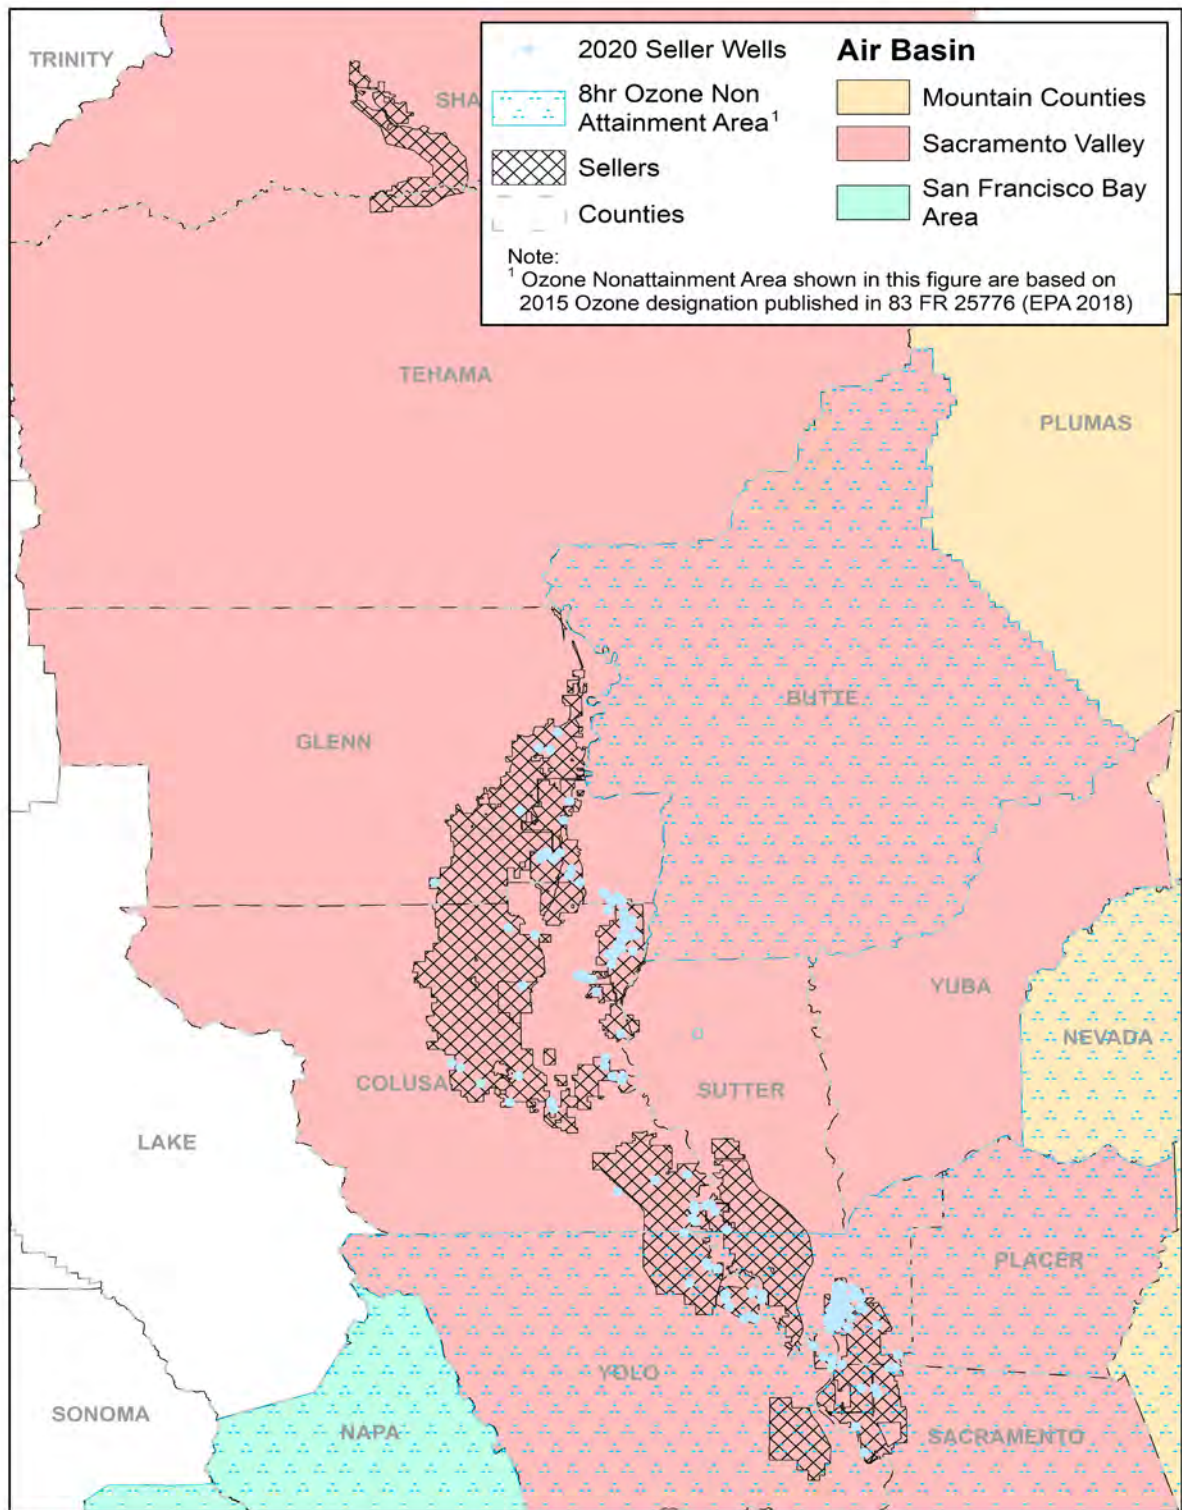 TRINITY
SHA
2020 Seller Wells
8hr Ozone Non
Attainment Area¹
Sellers
Counties
Air Basin
Mountain Counties
Sacramento Valley
San Francisco Bay
Area
Note:
¹ Ozone Nonattainment Area shown in this figure are based on
2015 Ozone designation published in 83 FR 25776 (EPA 2018)
TEHAMA
PLUMAS
BUTTE
GLENN
YUBA
NEVADA
COLUSA
SUTTER
LAKE
PLACER
YOLO
SONOMA
NAPA
SACRAMENTO